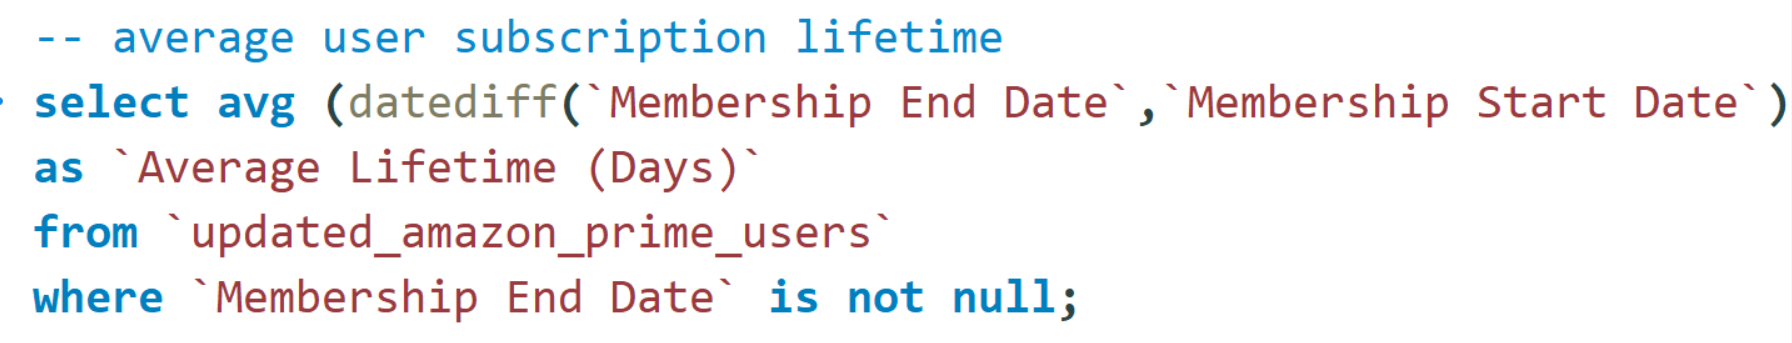 -- average user subscription lifetime
select avg (datediff(`Membership End Date`,`Membership Start Date`)
as `Average Lifetime (Days)`
from `updated_amazon_prime_users`
where `Membership End Date` is not null;